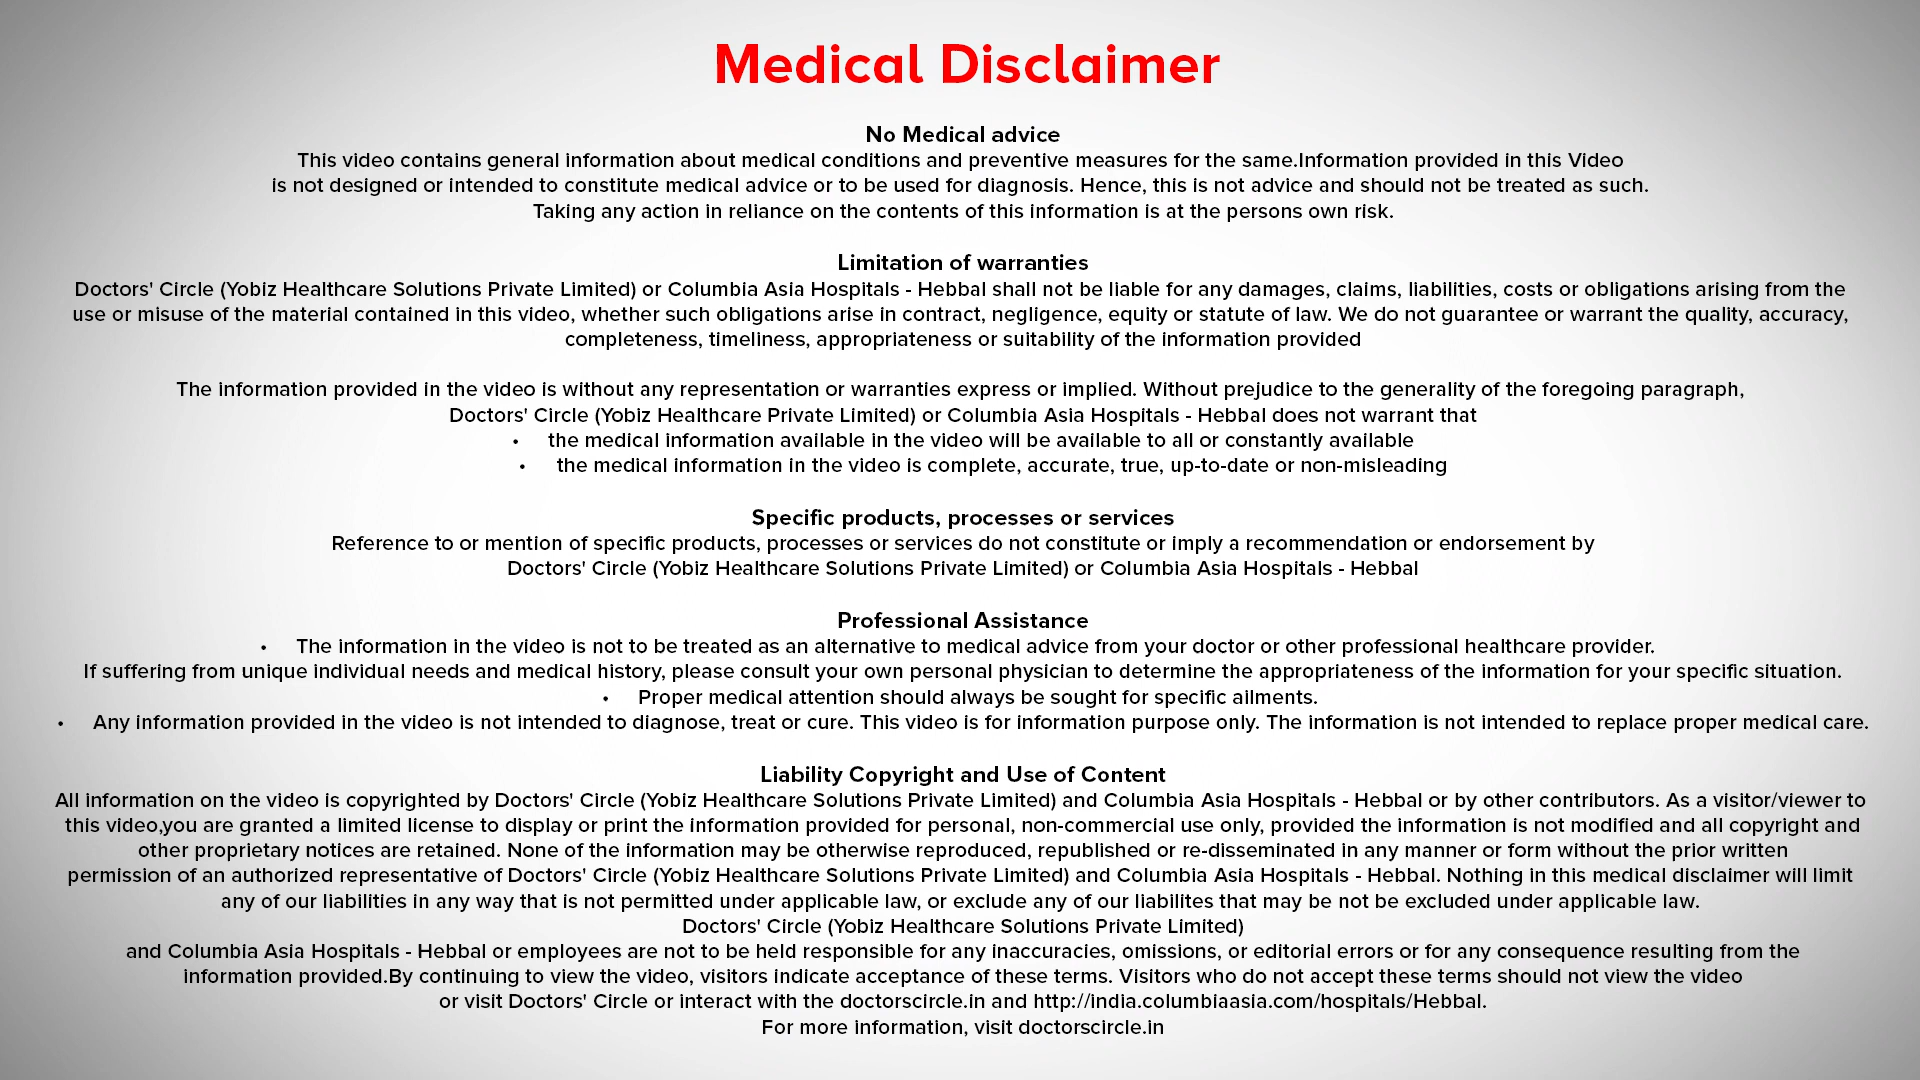 Medical Disclaimer
No Medical advice
This video contains general information about medical conditions and preventive measures for the same.Information provided in this Video
is not designed or intended to constitute medical advice or to be used for diagnosis. Hence, this is not advice and should not be treated as such.
Taking any action in reliance on the contents of this information is at the persons own risk.
Limitation of warranties
Doctors' Circle (Yobiz Healthcare Solutions Private Limited) or Columbia Asia Hospitals - Hebbal shall not be liable for any damages, claims, liabilities, costs or obligations arising from the
use or misuse of the material contained in this video, whether such obligations arise in contract, negligence, equity or statute of law. We do not guarantee or warrant the quality, accuracy,
completeness, timeliness, appropriateness or suitability of the information provided
The information provided in the video is without any representation or warranties express or implied. Without prejudice to the generality of the foregoing paragraph,
Doctors' Circle (Yobiz Healthcare Private Limited) or Columbia Asia Hospitals - Hebbal does not warrant that
• the medical information available in the video will be available to all or constantly available
• the medical information in the video is complete, accurate, true, up-to-date or non-misleading
Specific products, processes or services
Reference to or mention of specific products, processes or services do not constitute or imply a recommendation or endorsement by
Doctors' Circle (Yobiz Healthcare Solutions Private Limited) or Columbia Asia Hospitals - Hebbal
Professional Assistance
• The information in the video is not to be treated as an alternative to medical advice from your doctor or other professional healthcare provider.
If suffering from unique individual needs and medical history, please consult your own personal physician to determine the appropriateness of the information for your specific situation.
• Proper medical attention should always be sought for specific ailments.
• Any information provided in the video is not intended to diagnose, treat or cure. This video is for information purpose only. The information is not intended to replace proper medical care.
Liability Copyright and Use of Content
All information on the video is copyrighted by Doctors' Circle (Yobiz Healthcare Solutions Private Limited) and Columbia Asia Hospitals - Hebbal or by other contributors. As a visitor/viewer to
this video,you are granted a limited license to display or print the information provided for personal, non-commercial use only, provided the information is not modified and all copyright and
other proprietary notices are retained. None of the information may be otherwise reproduced, republished or re-disseminated in any manner or form without the prior written
permission of an authorized representative of Doctors' Circle (Yobiz Healthcare Solutions Private Limited) and Columbia Asia Hospitals - Hebbal. Nothing in this medical disclaimer will limit
any of our liabilities in any way that is not permitted under applicable law, or exclude any of our liabilites that may be not be excluded under applicable law.
Doctors' Circle (Yobiz Healthcare Solutions Private Limited)
and Columbia Asia Hospitals - Hebbal or employees are not to be held responsible for any inaccuracies, omissions, or editorial errors or for any consequence resulting from the
information provided.By continuing to view the video, visitors indicate acceptance of these terms. Visitors who do not accept these terms should not view the video
or visit Doctors' Circle or interact with the doctorscircle.in and http://india.columbiaasia.com/hospitals/Hebbal.
For more information, visit doctorscircle.in